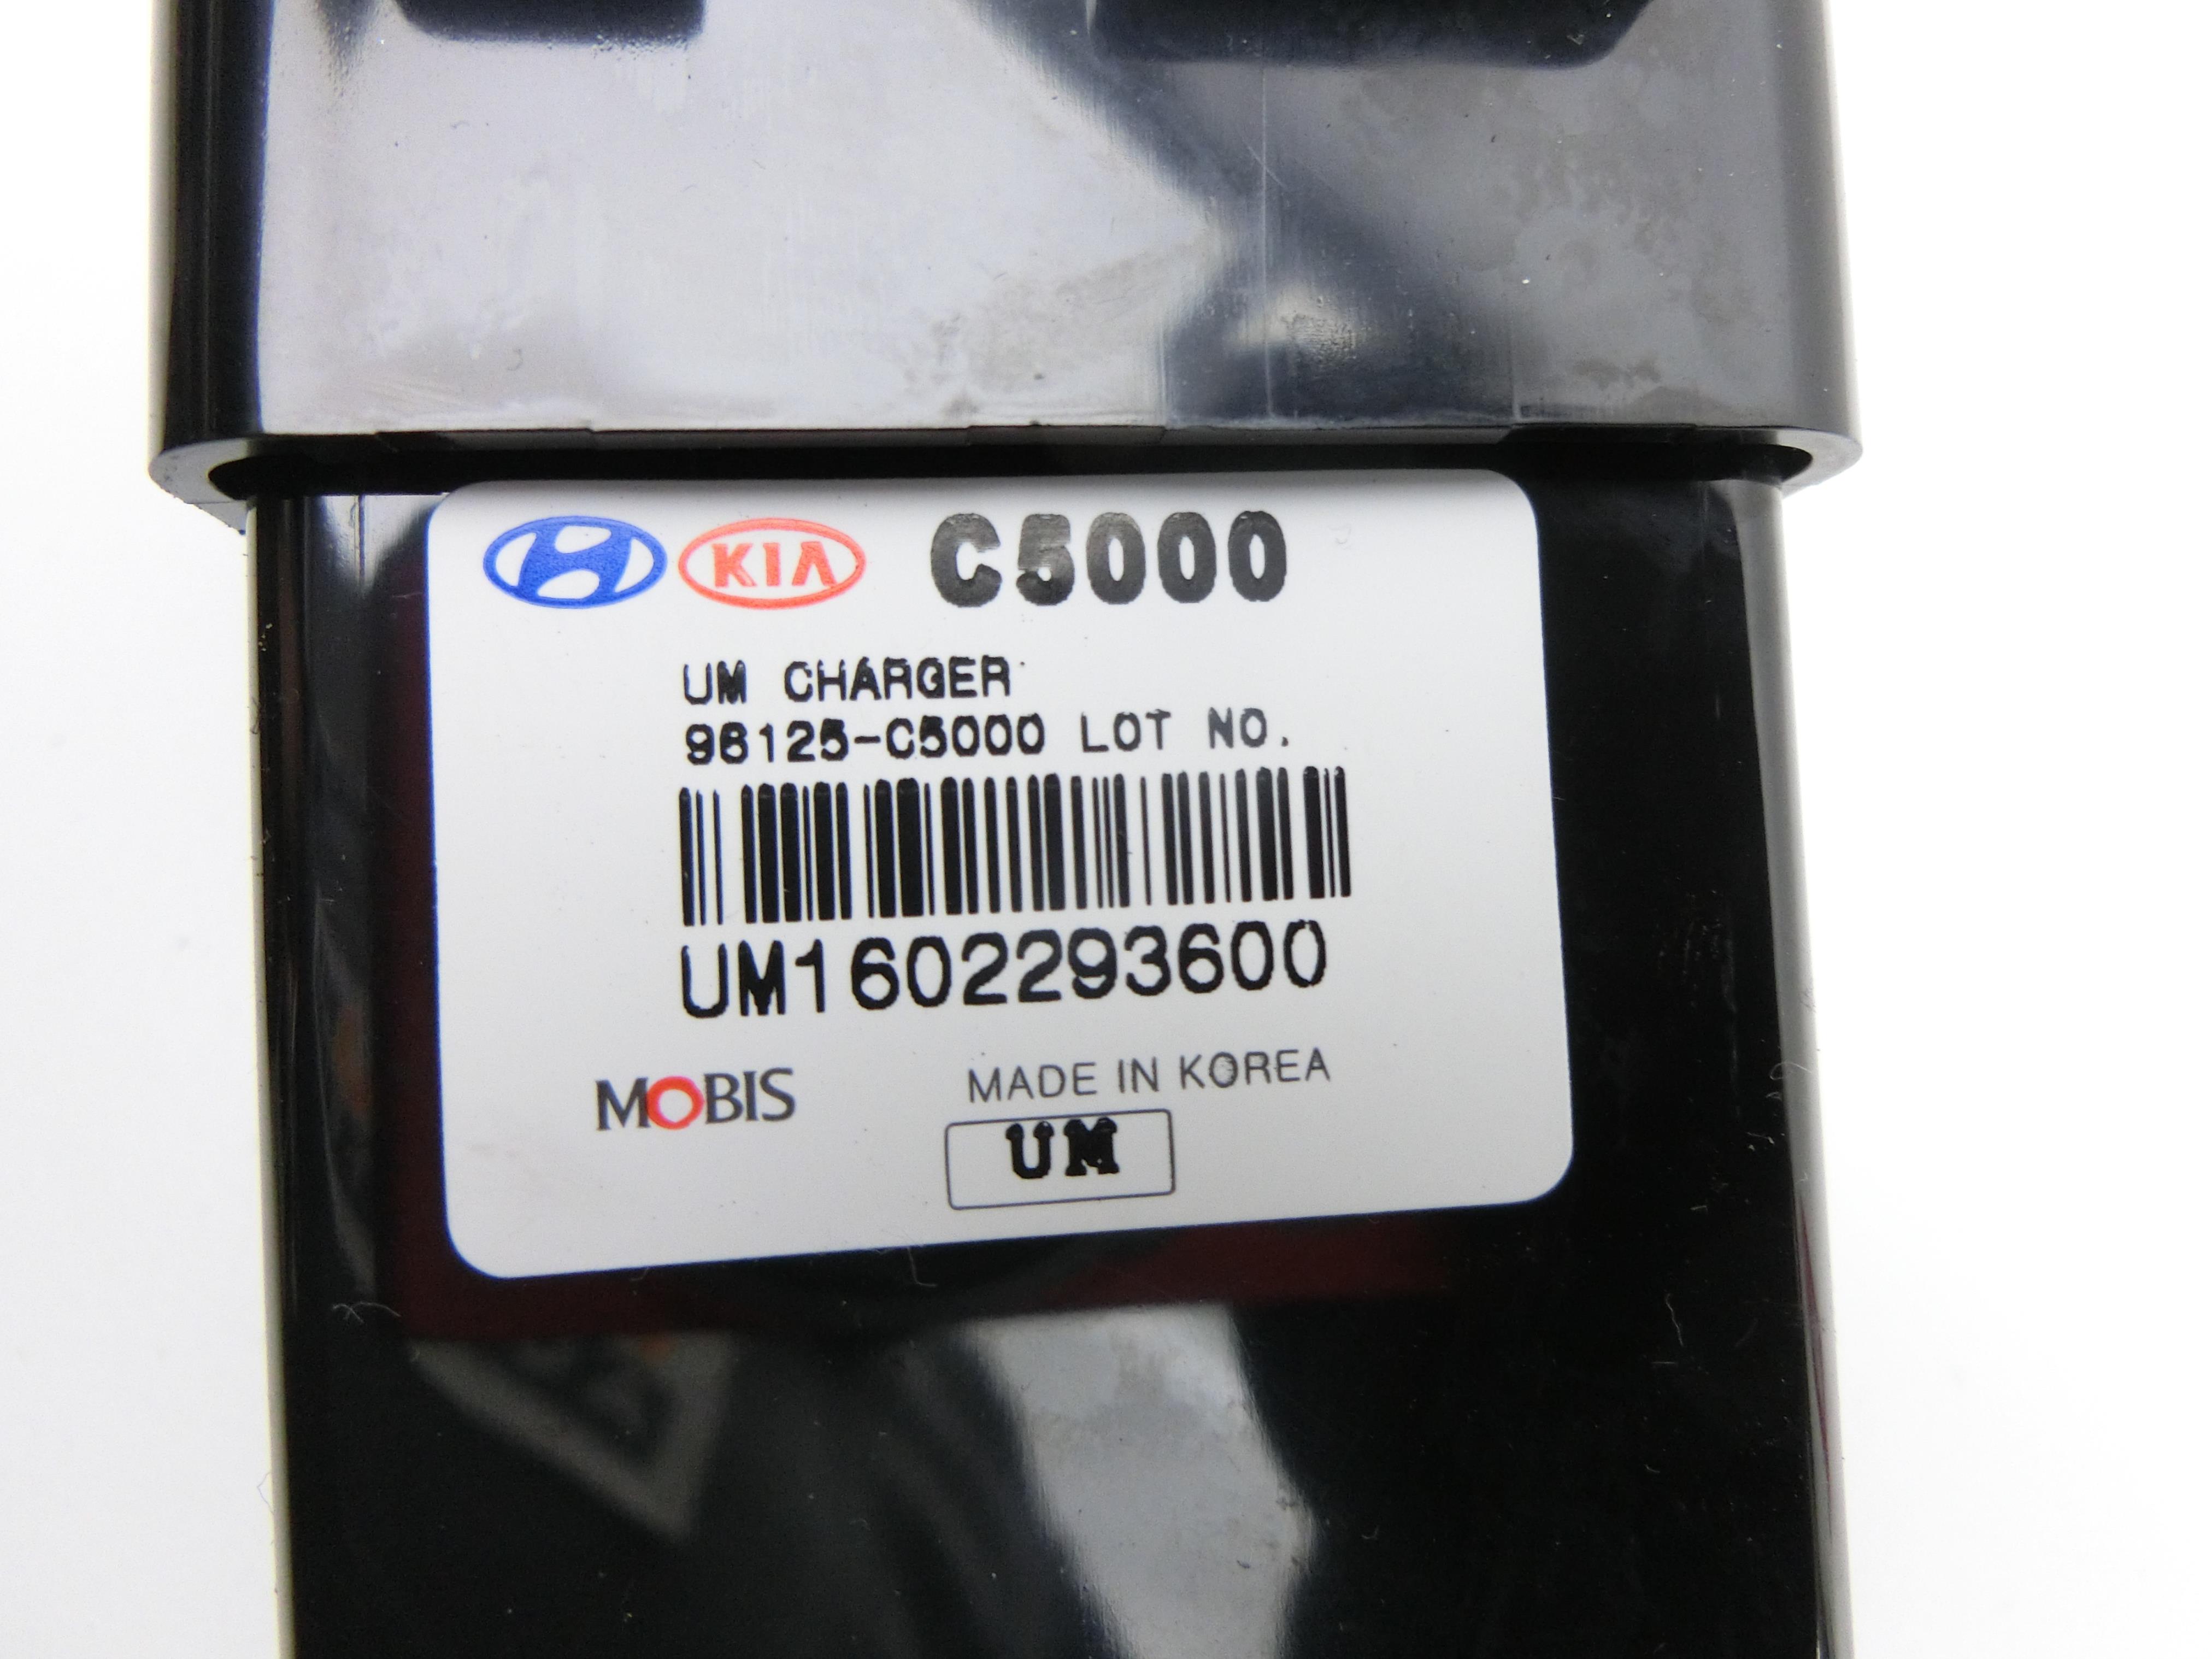 KIA C5000
UM CHARGER
96125-C5000 LOT NO.
UM1602293600
MOBIS
MADE IN KOREA
UM